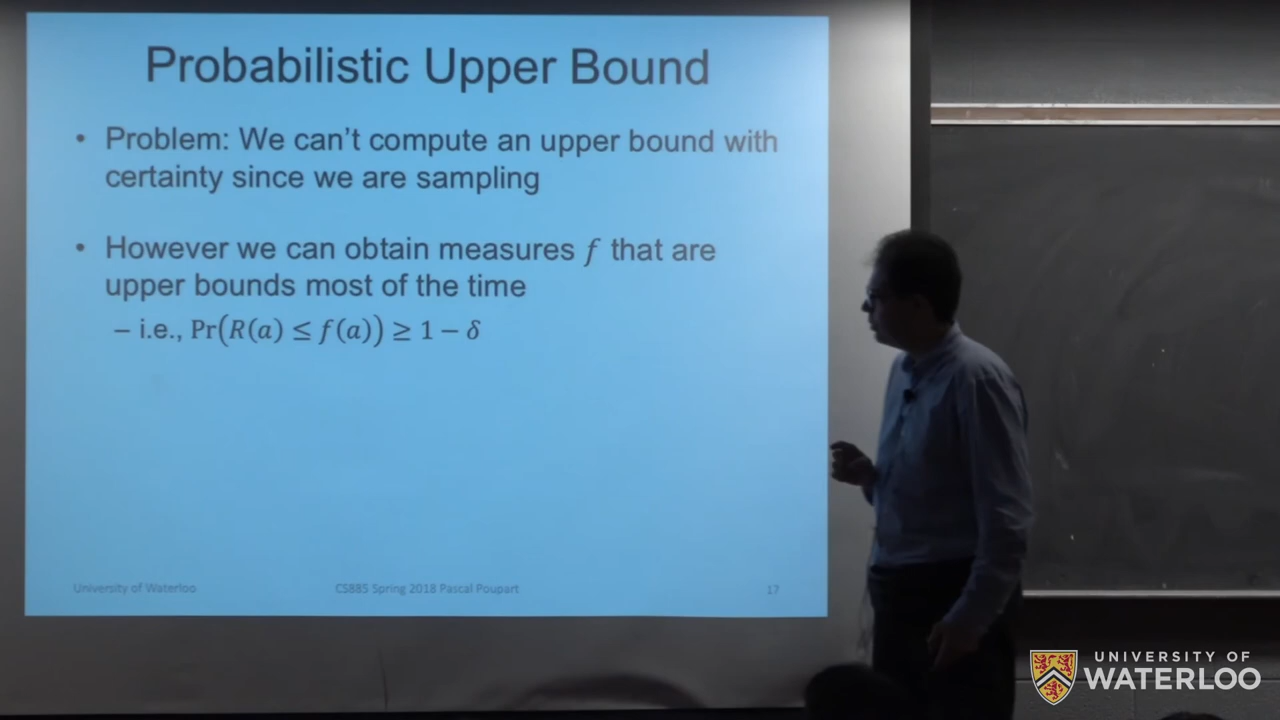 Probabilistic Upper Bound
• Problem: We can't compute an upper bound with
certainty since we are sampling
• However we can obtain measures f that are
upper bounds most of the time
– i.e., Pr(R(a) ≤ f(a)) ≥ 1 − δ
University of Waterloo
CS885 Spring 2018 Pascal Poupart
17
UNIVERSITY OF
WATERLOO